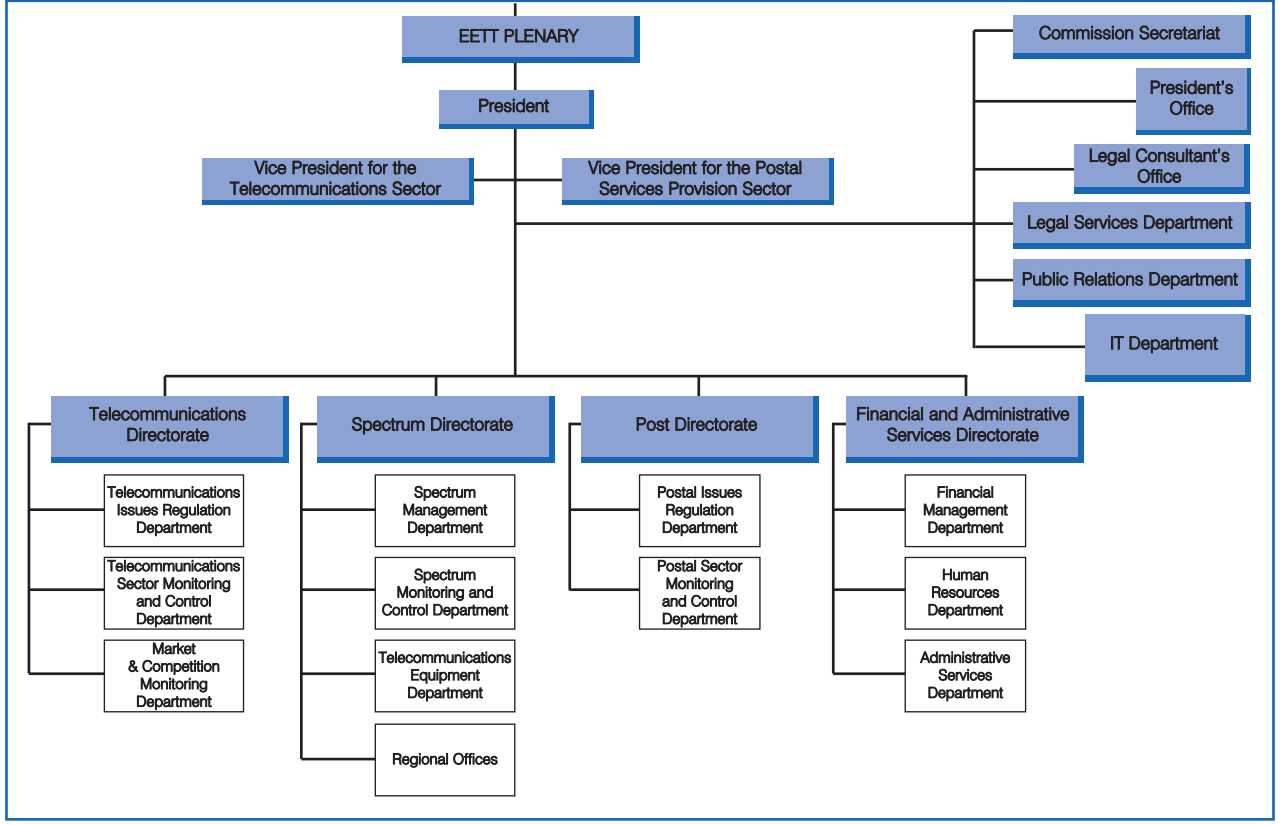 EETT PLENARY
President
Vice President for the
Telecommunications Sector
Vice President for the Postal
Services Provision Sector
Commission Secretariat
President's
Office
Legal Consultant's
Office
Legal Services Department
Public Relations Department
IT Department
Telecommunications
Directorate
Telecommunications
Issues Regulation
Department
Telecommunications
Sector Monitoring
and Control
Department
Market
& Competition
Monitoring
Department
Spectrum Directorate
Spectrum
Management
Department
Spectrum
Monitoring and
Control Department
Telecommunications
Equipment
Department
Regional Offices
Post Directorate
Postal Issues
Regulation
Department
Postal Sector
Monitoring
and Control
Department
Financial and Administrative
Services Directorate
Financial
Management
Department
Human
Resources
Department
Administrative
Services
Department